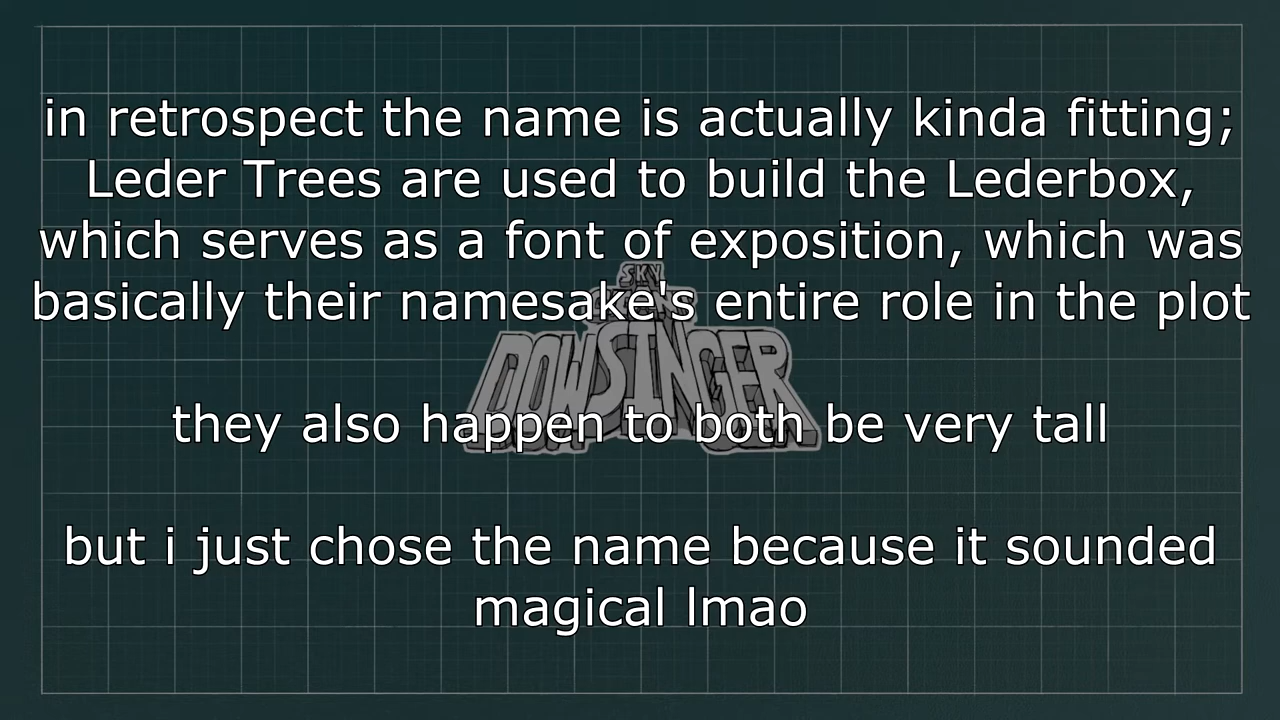 in retrospect the name is actually kinda fitting;
Leder Trees are used to build the Lederbox,
which serves as a font of exposition, which was
basically their namesake's entire role in the plot
SKY
DOWSINGER
they also happen to both be very tall
but i just chose the name because it sounded
magical lmao